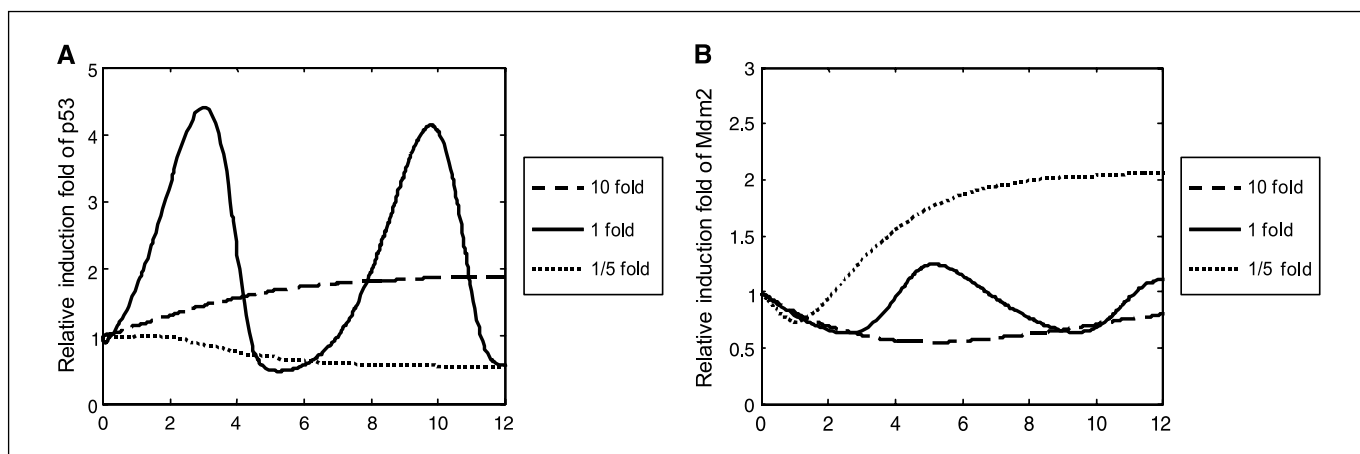 A
Relative induction fold of p53
5
4
3
2
1
0
0 2 4 6 8 10 12
10 fold
1 fold
1/5 fold
B
Relative induction fold of Mdm2
3
2.5
2
1.5
1
0.5
0
0 2 4 6 8 10 12
10 fold
1 fold
1/5 fold